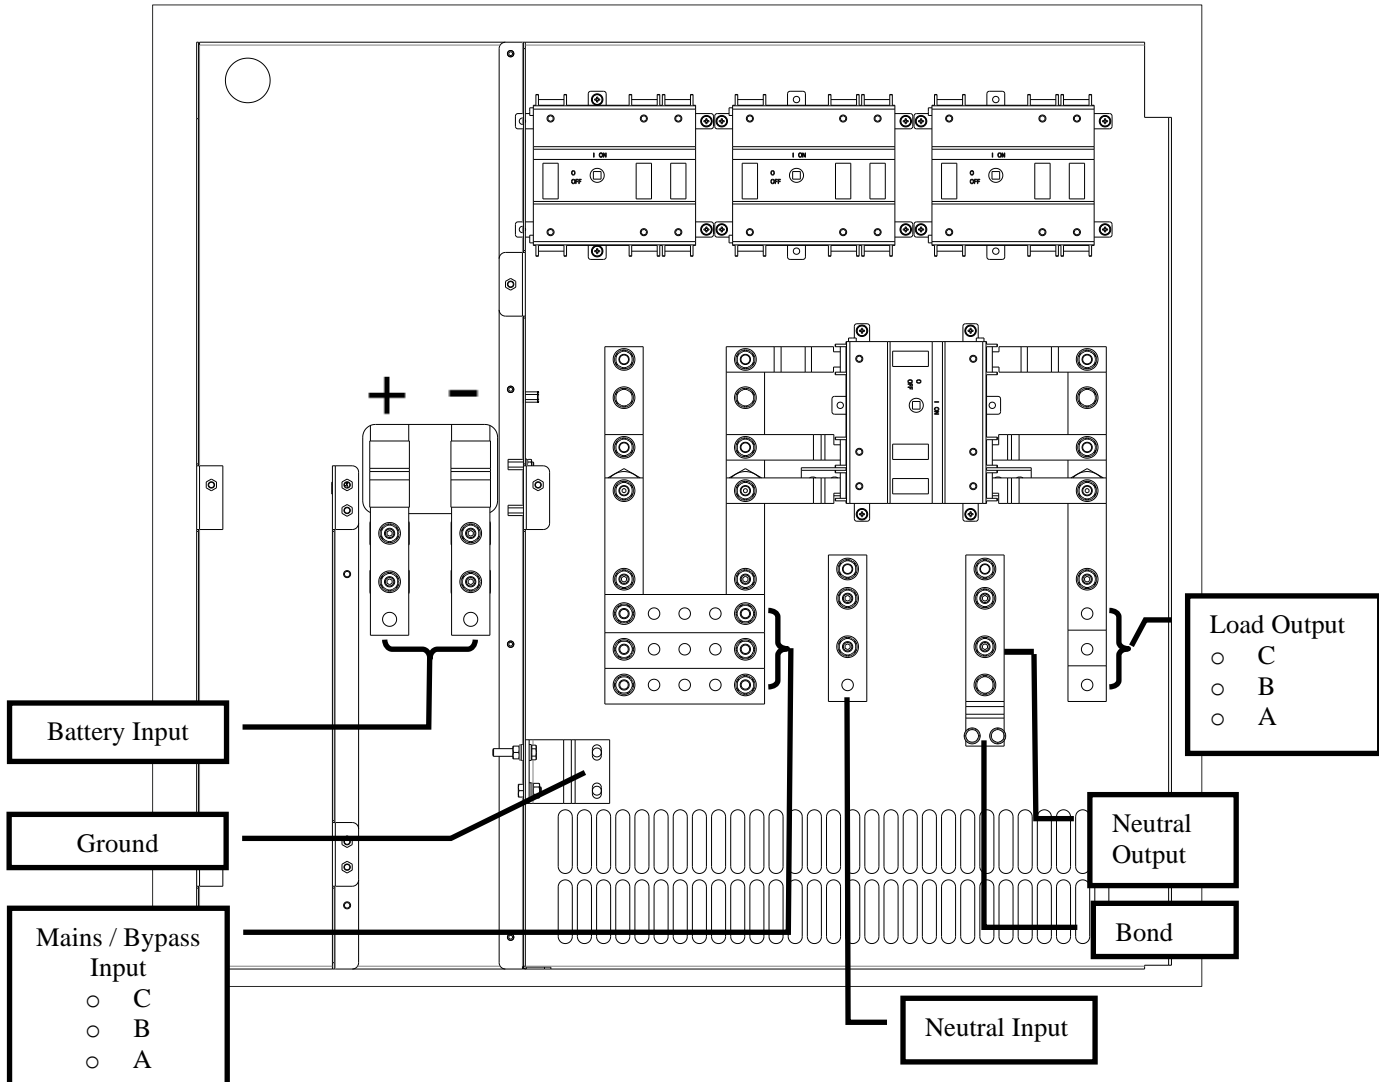 I ON
O
OFF
I ON
O
OFF
I ON
O
OFF
+ -
O
OFF
I ON
Load Output
○ C
○ B
○ A
Battery Input
Ground
Neutral
Output
Mains / Bypass
Input
○ C
○ B
○ A
Bond
Neutral Input